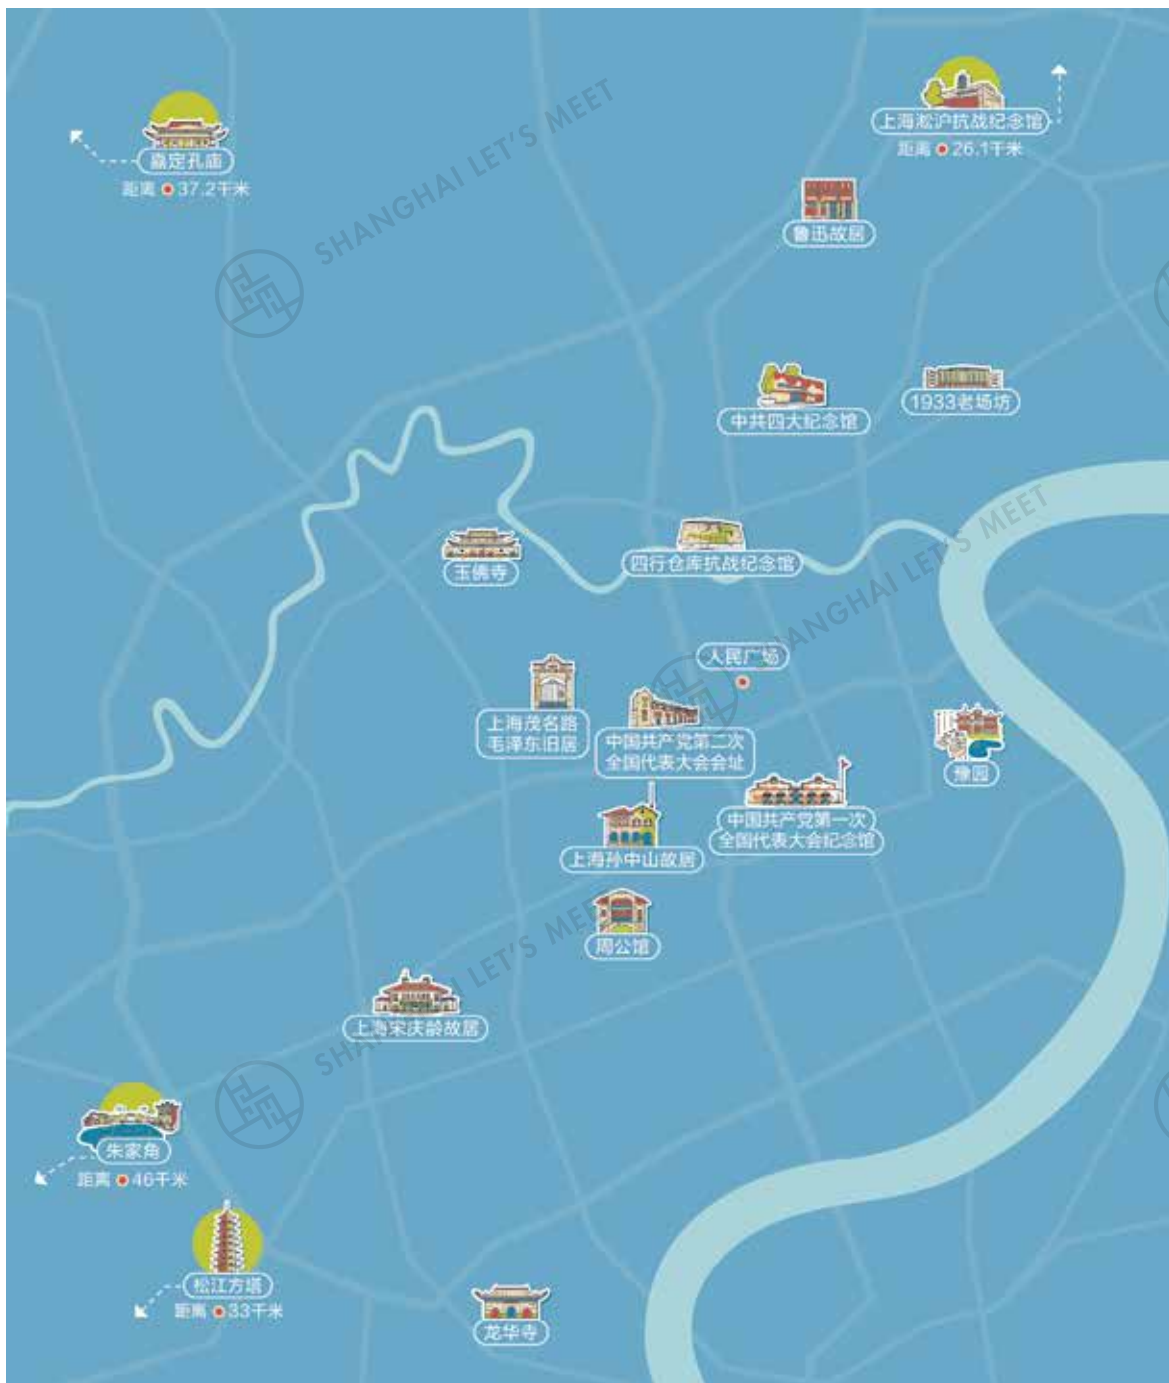 上海淞沪抗战纪念馆
距离 26.1千米
嘉定孔庙
距离 37.2千米
SHANGHAI LET'S MEET
鲁迅故居
1933老场坊
中共四大纪念馆
SHANGHAI LET'S MEET
四行仓库抗战纪念馆
玉佛寺
人民广场
上海茂名路
毛泽东旧居
中国共产党第二次
全国代表大会会址
豫园
中国共产党第一次
全国代表大会纪念馆
上海孙中山故居
周公馆
SHANGHAI LET'S MEET
上海宋庆龄故居
朱家角
距离 46千米
松江方塔
距离 33千米
龙华寺